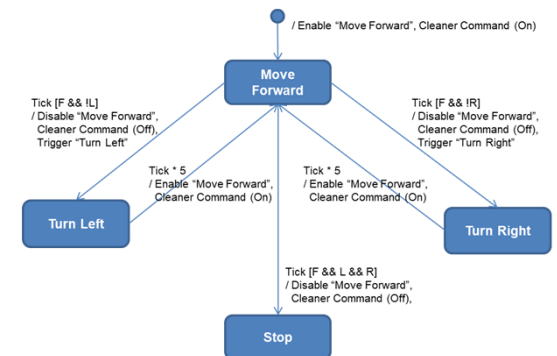 / Enable “Move Forward”, Cleaner Command (On)
Move
Forward
Tick [F && !L]
/ Disable “Move Forward”,
Cleaner Command (Off),
Trigger “Turn Left”
Tick [F && !R]
/ Disable “Move Forward”,
Cleaner Command (Off),
Trigger “Turn Right”
Tick * 5
/ Enable “Move Forward”,
Cleaner Command (On)
Tick * 5
/ Enable “Move Forward”,
Cleaner Command (On)
Turn Left
Turn Right
Tick [F && L && R]
/ Disable “Move Forward”,
Cleaner Command (Off),
Stop